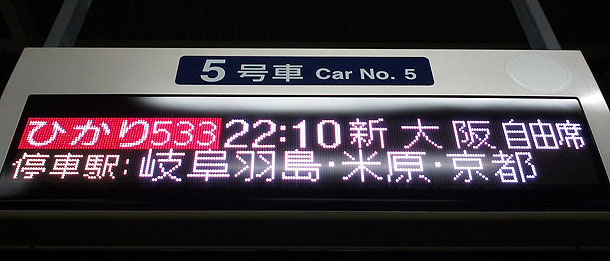 5号車 Car No. 5
ひかり533 22:10 新大阪 自由席
停車駅:岐阜羽島・米原・京都